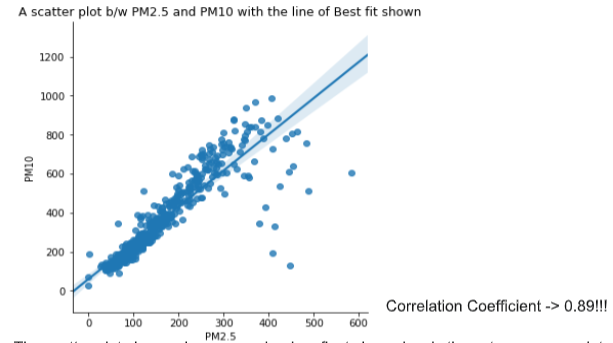 A scatter plot b/w PM2.5 and PM10 with the line of Best fit shown
1200
1000
800
600
400
200
0
PM10
0 100 200 300 400 500 600
PM2.5
Correlation Coefficient -> 0.89!!!